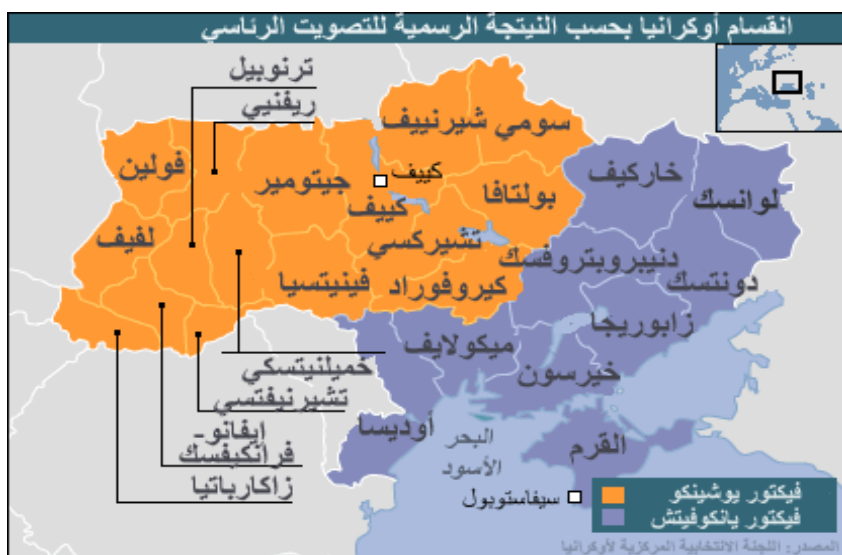 انقسام أوكرانيا بحسب النيتجة الرسمية للتصويت الرئاسي
ترنوبيل
ريفنيي
سومي
شيرنييف
فولين
جيتومير
كييف
كييف
بولتافا
خاركيف
لوانسك
لفيف
تشيركسي
دنيبروبتروفسك
فينيتسيا
كيروفوراد
دونتسك
زابوريجا
خميلنيتسكي
ميكولايف
خيرسون
تشيرنيفتسي
أوديسا
ايفانو-
فرانكيفسك
البحر
الأسود
القرم
زاكارباتيا
سيفاستوبول
فيكتور يوشينكو
فيكتور يانكوفيتش
المصدر: اللجنة الانتخابية المركزية لأوكرانيا